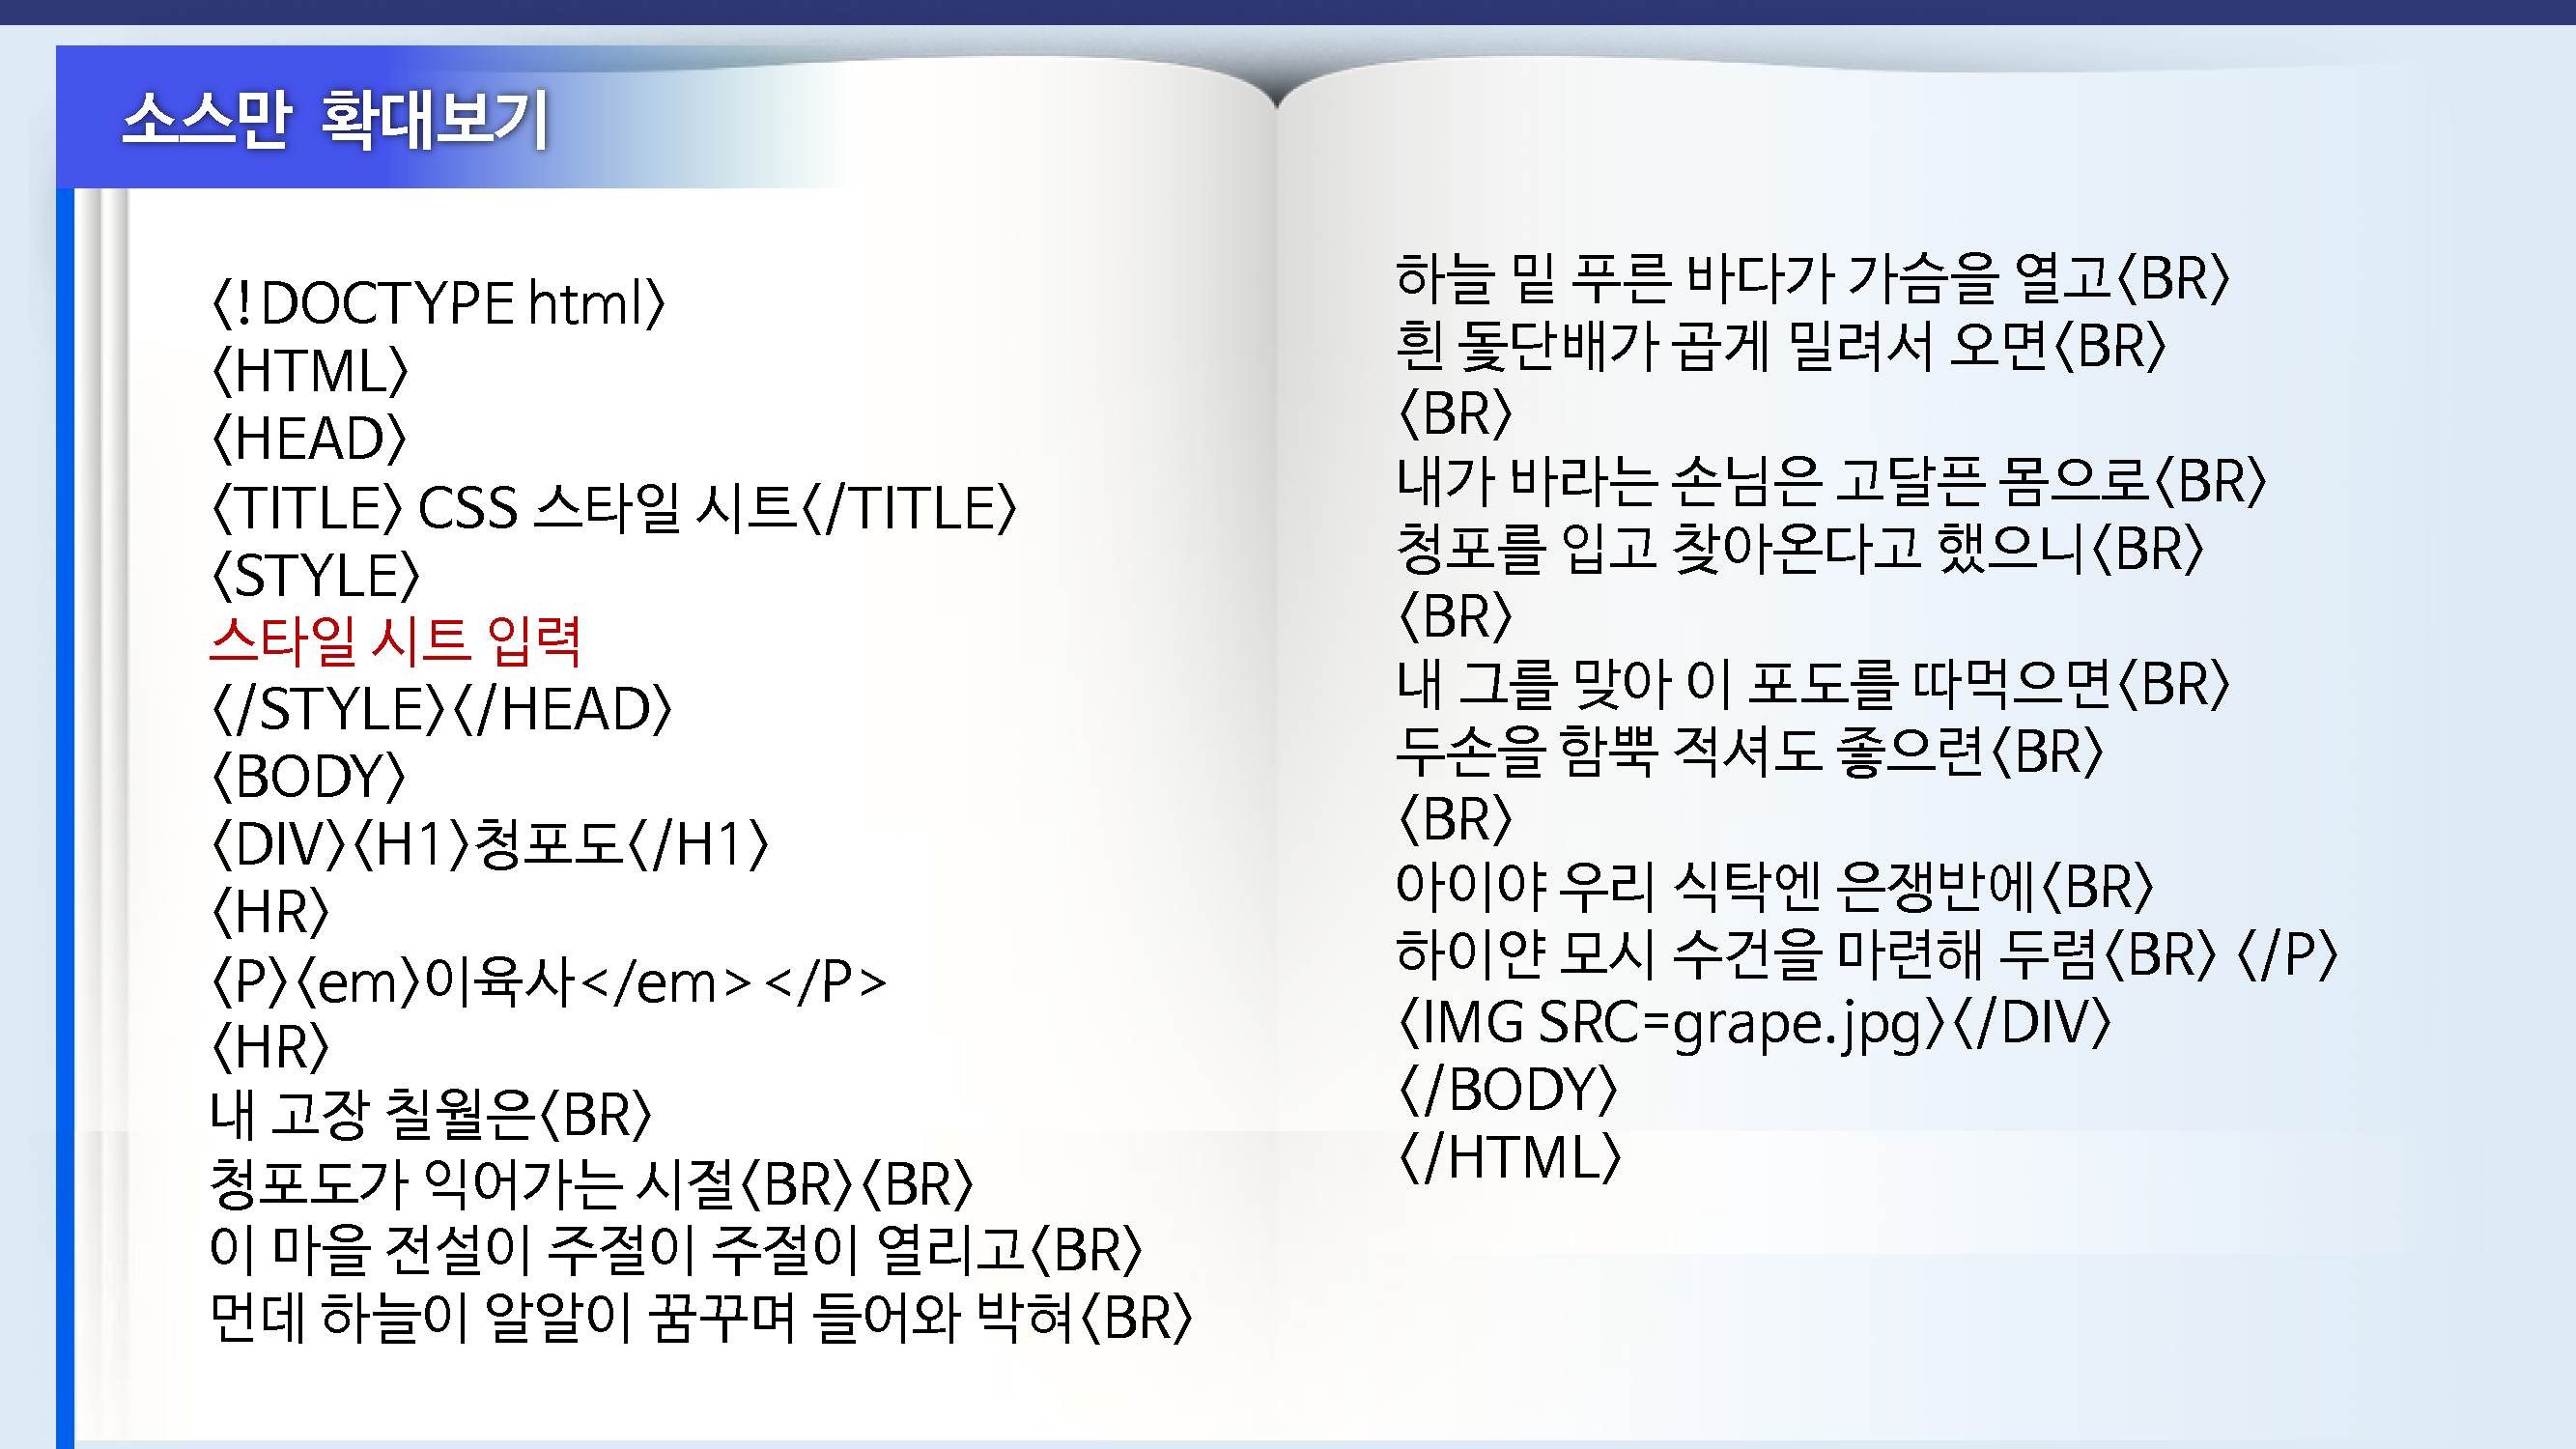 소스만 확대보기
<!DOCTYPE html>
<HTML>
<HEAD>
<TITLE> CSS 스타일 시트</TITLE>
<STYLE>
스타일 시트 입력
</STYLE></HEAD>
<BODY>
<DIV><H1>청포도</H1>
<HR>
<P><em>이육사</em></P>
<HR>
내 고장 칠월은<BR>
청포도가 익어가는 시절<BR><BR>
이 마을 전설이 주절이 주절이 열리고<BR>
먼데 하늘이 알알이 꿈꾸며 들어와 박혀<BR>
하늘 밑 푸른 바다가 가슴을 열고<BR>
흰 돛단배가 곱게 밀려서 오면<BR>
<BR>
내가 바라는 손님은 고달픈 몸으로<BR>
청포를 입고 찾아온다고 했으니<BR>
<BR>
내 그를 맞아 이 포도를 따먹으면<BR>
두손을 함뿍 적셔도 좋으련<BR>
<BR>
아이야 우리 식탁엔 은쟁반에<BR>
하이얀 모시 수건을 마련해 두렴<BR> </P>
<IMG SRC=grape.jpg></DIV>
</BODY>
</HTML>